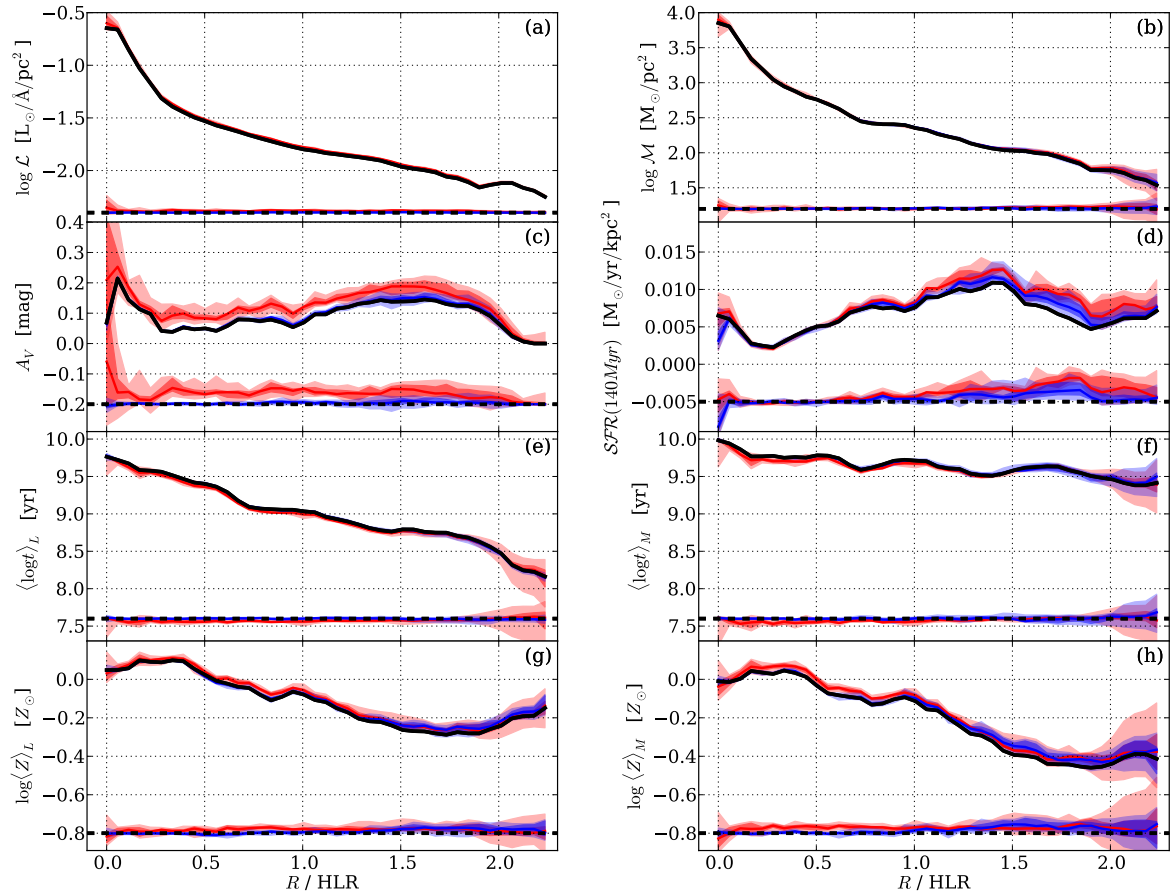 (a)
log ℒ [L⊙/Å/pc²]
−0.5
−1.0
−1.5
−2.0
(b)
log ℳ [M⊙/pc²]
4.0
3.5
3.0
2.5
2.0
1.5
(c)
A_V [mag]
0.4
0.3
0.2
0.1
0.0
−0.1
−0.2
(d)
𝒮ℱℛ(140Myr) [M⊙/yr/kpc²]
0.015
0.010
0.005
0.000
−0.005
(e)
⟨logt⟩_L [yr]
10.0
9.5
9.0
8.5
8.0
7.5
(f)
⟨logt⟩_M [yr]
10.0
9.5
9.0
8.5
8.0
7.5
(g)
log⟨Z⟩_L [Z⊙]
0.0
−0.2
−0.4
−0.6
−0.8
(h)
log⟨Z⟩_M [Z⊙]
0.0
−0.2
−0.4
−0.6
−0.8
0.0 0.5 1.0 1.5 2.0
R / HLR
0.0 0.5 1.0 1.5 2.0
R / HLR